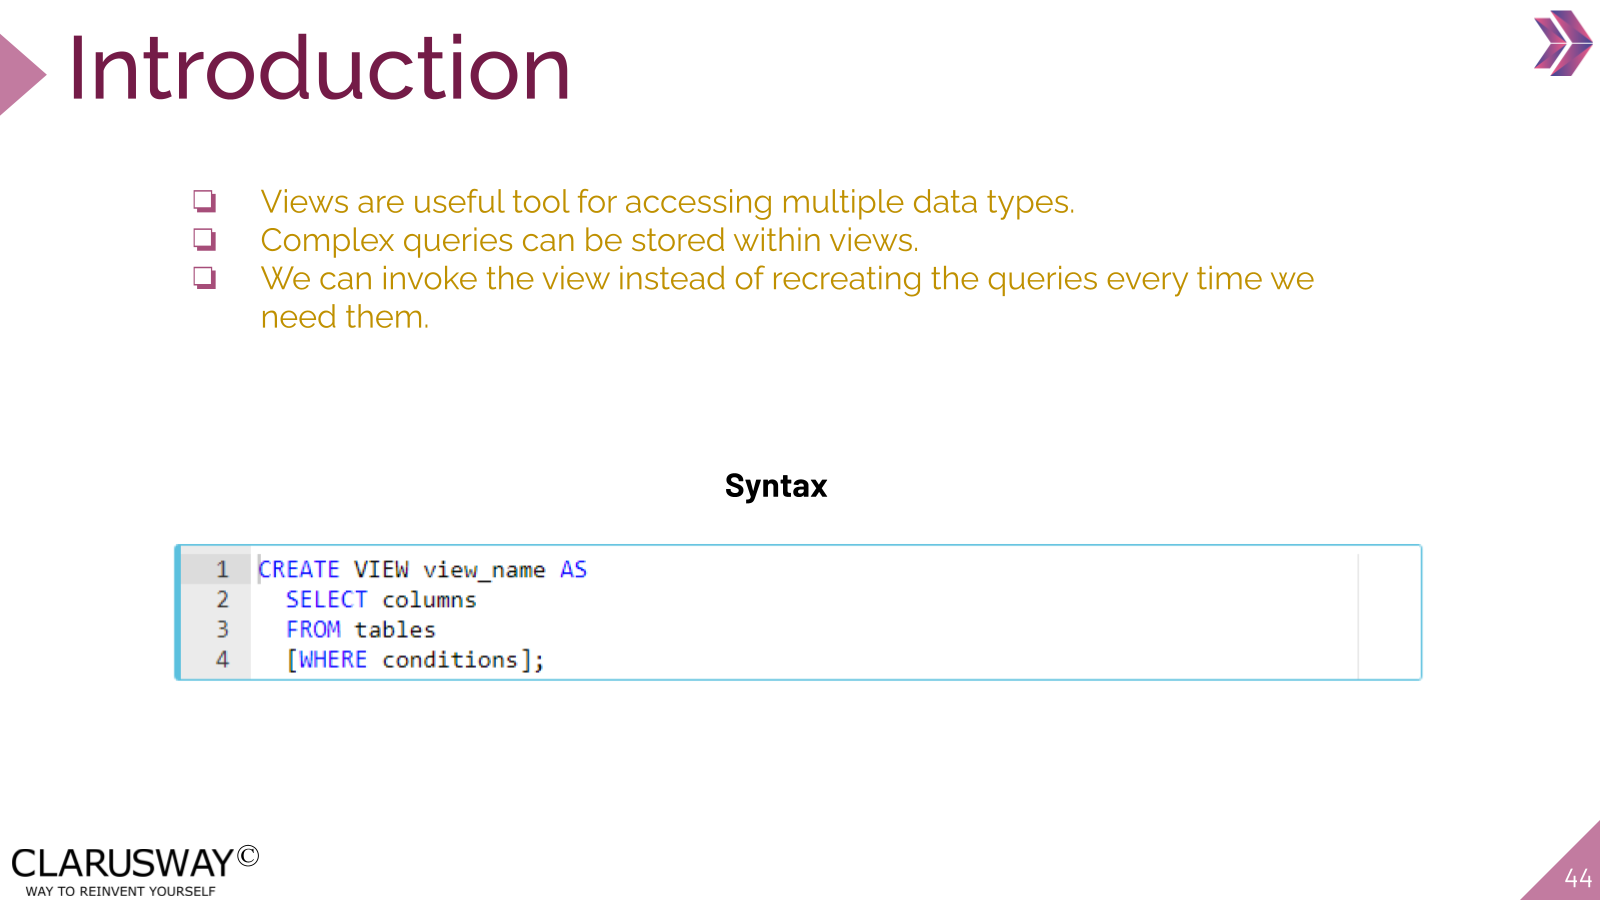 Introduction
❏ Views are useful tool for accessing multiple data types.
❏ Complex queries can be stored within views.
❏ We can invoke the view instead of recreating the queries every time we
need them.
Syntax
1 CREATE VIEW view_name AS
2 SELECT columns
3 FROM tables
4 [WHERE conditions];
CLARUSWAY©
WAY TO REINVENT YOURSELF
44